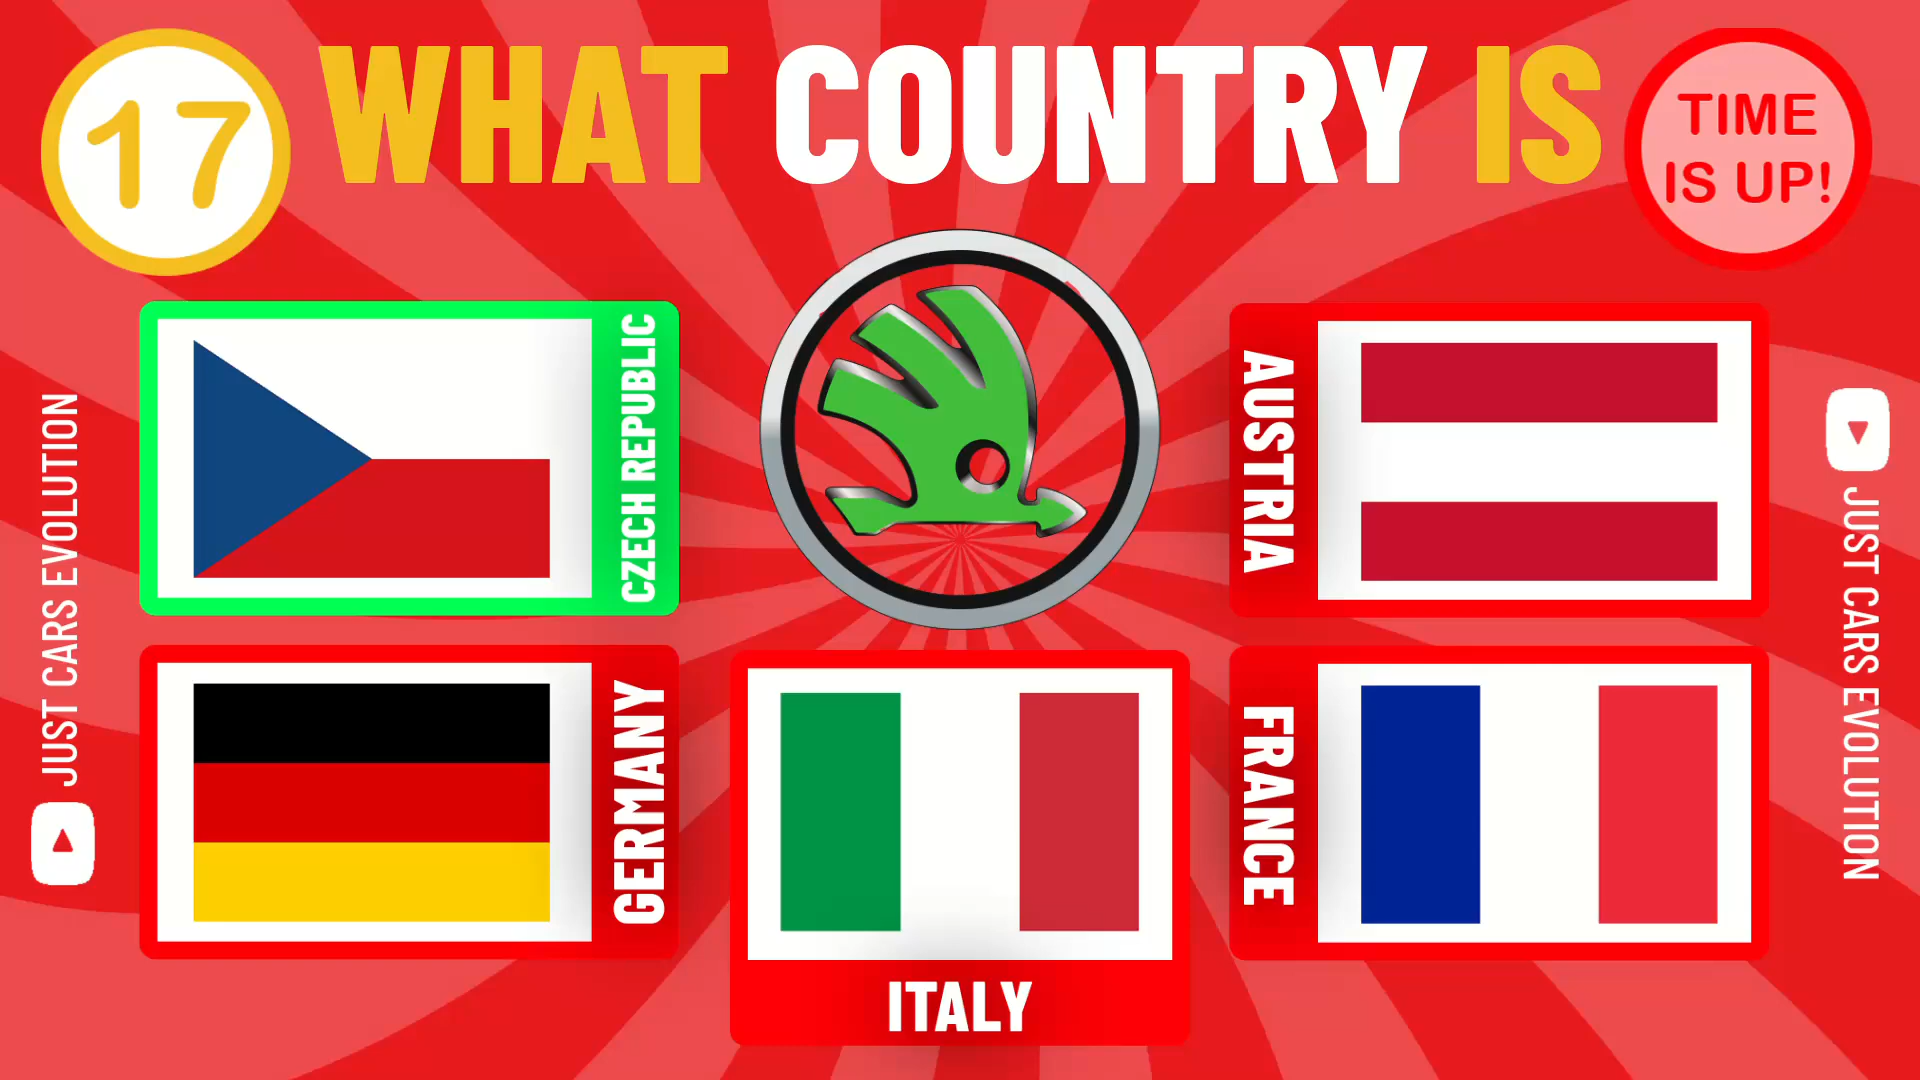 17
WHAT COUNTRY IS
TIME
IS UP!
CZECH REPUBLIC
AUSTRIA
GERMANY
ITALY
FRANCE
JUST CARS EVOLUTION
JUST CARS EVOLUTION